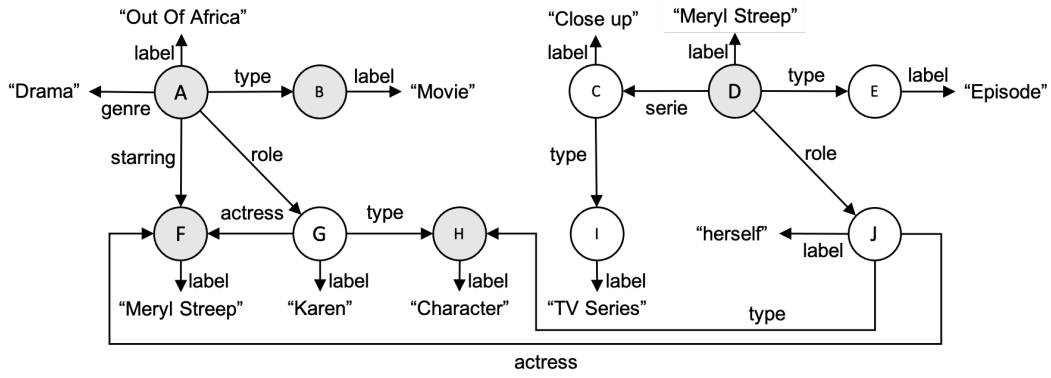 “Out Of Africa”
“Close up”
“Meryl Streep”
label
label
label
“Drama”
genre
A
type
B
label
“Movie”
C
serie
D
type
E
label
“Episode”
starring
role
type
role
F
actress
G
type
H
I
“herself”
label
J
label
label
label
label
“Meryl Streep”
“Karen”
“Character”
“TV Series”
type
actress